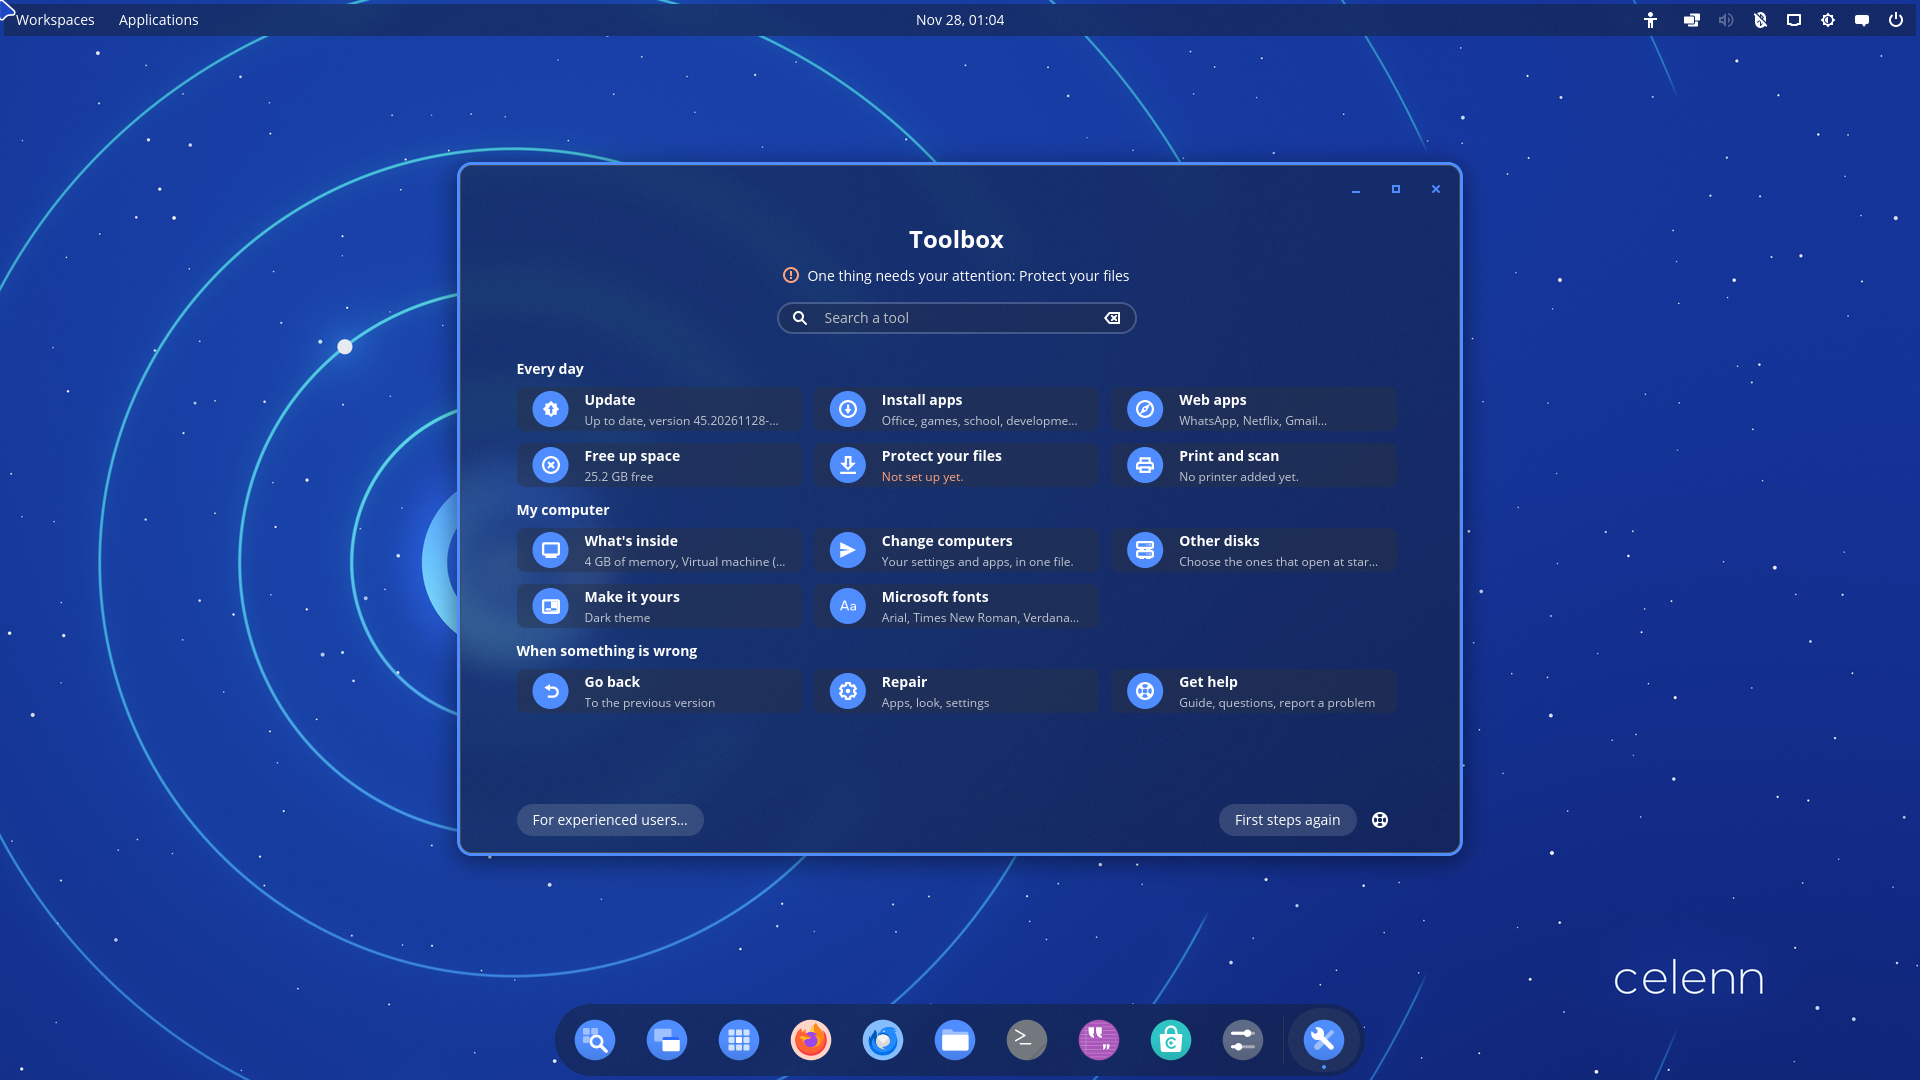 Workspaces Applications Nov 28, 01:04
Toolbox
One thing needs your attention: Protect your files
Search a tool
Every day
Update
Up to date, version 45.20261128-...
Install apps
Office, games, school, developme...
Web apps
WhatsApp, Netflix, Gmail...
Free up space
25.2 GB free
Protect your files
Not set up yet.
Print and scan
No printer added yet.
My computer
What's inside
4 GB of memory, Virtual machine (...
Change computers
Your settings and apps, in one file.
Other disks
Choose the ones that open at star...
Make it yours
Dark theme
Aa
Microsoft fonts
Arial, Times New Roman, Verdana...
When something is wrong
Go back
To the previous version
Repair
Apps, look, settings
Get help
Guide, questions, report a problem
For experienced users...
First steps again
celenn